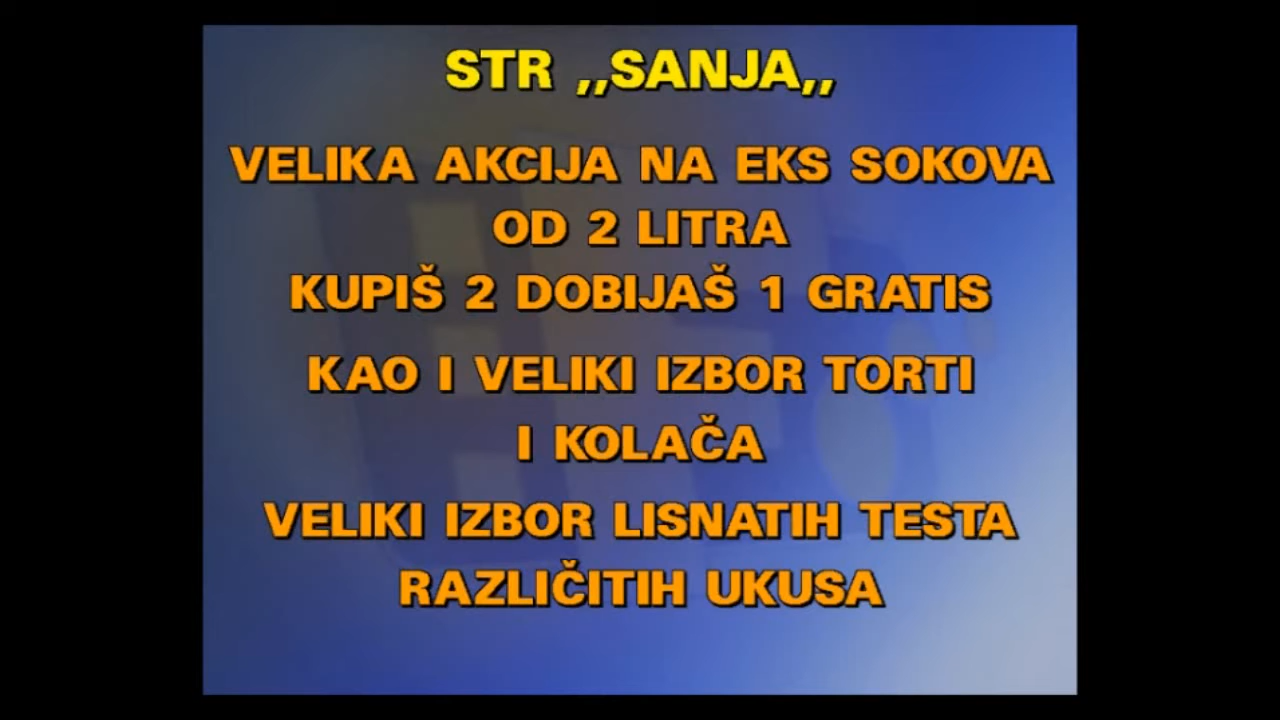 STR ,,SANJA,,
VELIKA AKCIJA NA EKS SOKOVA
OD 2 LITRA
KUPIŠ 2 DOBIJAŠ 1 GRATIS
KAO I VELIKI IZBOR TORTI
I KOLAČA
VELIKI IZBOR LISNATIH TESTA
RAZLIČITIH UKUSA